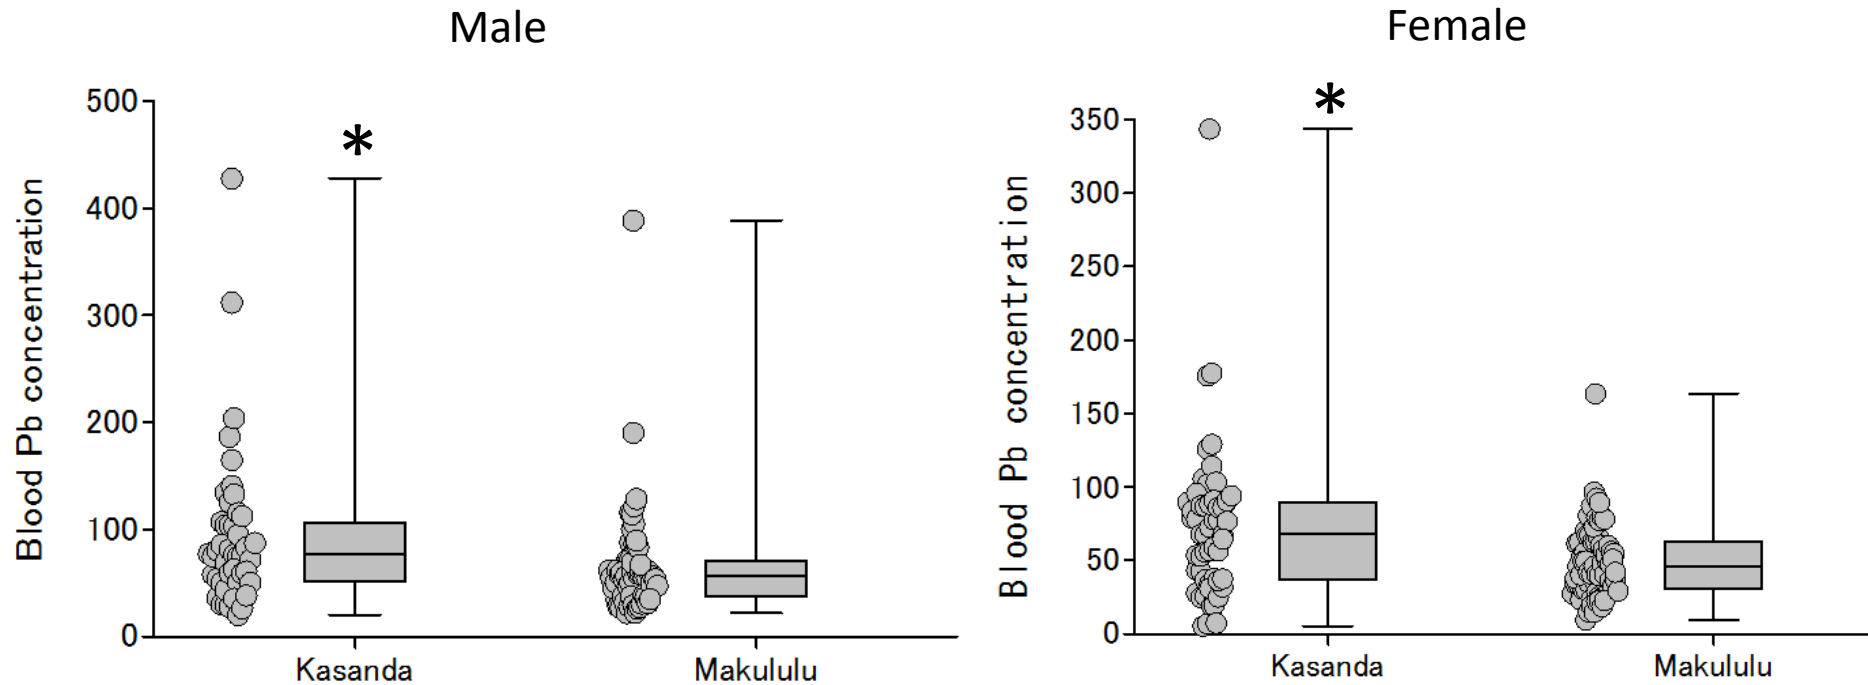 Male
Female
Blood Pb concentration
500
400
300
200
100
0
*
Kasanda
Makululu
Blood Pb concentration
350
300
250
200
150
100
50
0
*
Kasanda
Makululu